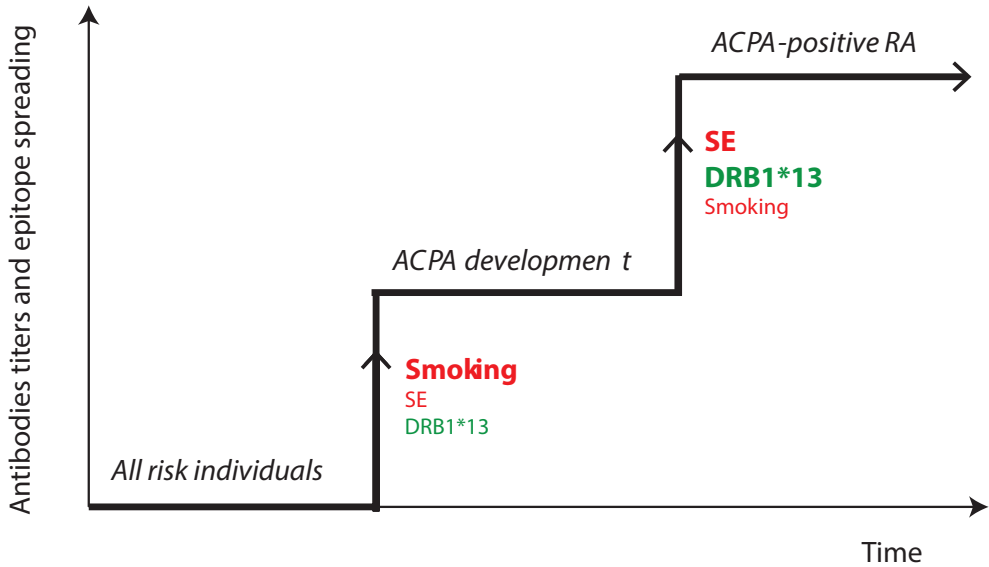 Antibodies titers and epitope spreading
ACPA-positive RA
SE
DRB1*13
Smoking
ACPA developmen t
Smoking
SE
DRB1*13
All risk individuals
Time